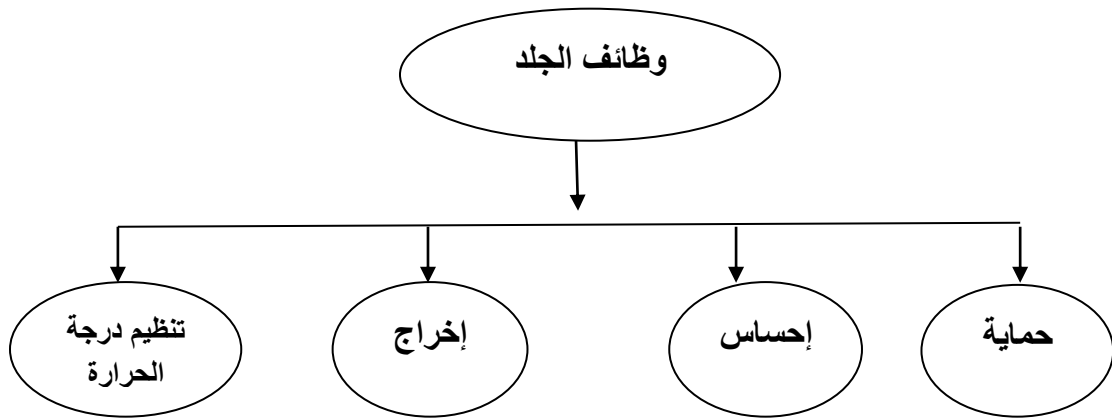 وظائف الجلد
حماية
إحساس
إخراج
تنظيم درجة
الحرارة